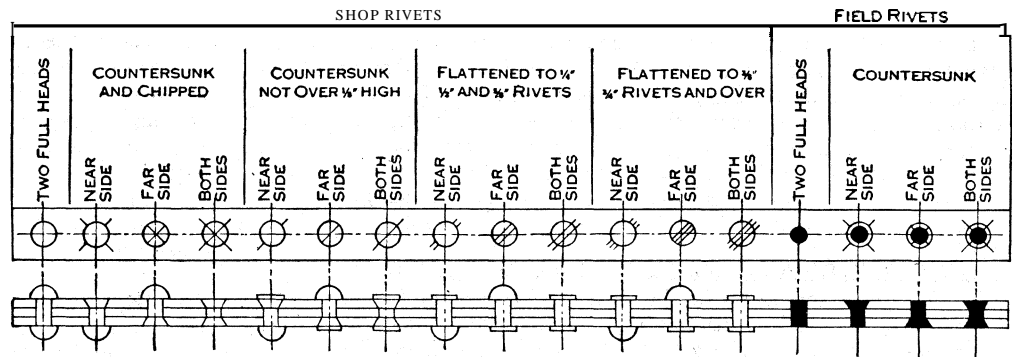 SHOP RIVETS
FIELD RIVETS
TWO FULL HEADS
COUNTERSUNK
AND CHIPPED
NEAR
SIDE
FAR
SIDE
BOTH
SIDES
COUNTERSUNK
NOT OVER 1/8" HIGH
NEAR
SIDE
FAR
SIDE
BOTH
SIDES
FLATTENED TO 1/4"
1/2" AND 5/8" RIVETS
NEAR
SIDE
FAR
SIDE
BOTH
SIDES
FLATTENED TO 3/8"
3/4" RIVETS AND OVER
NEAR
SIDE
FAR
SIDE
BOTH
SIDES
TWO FULL HEADS
COUNTERSUNK
NEAR
SIDE
FAR
SIDE
BOTH
SIDES